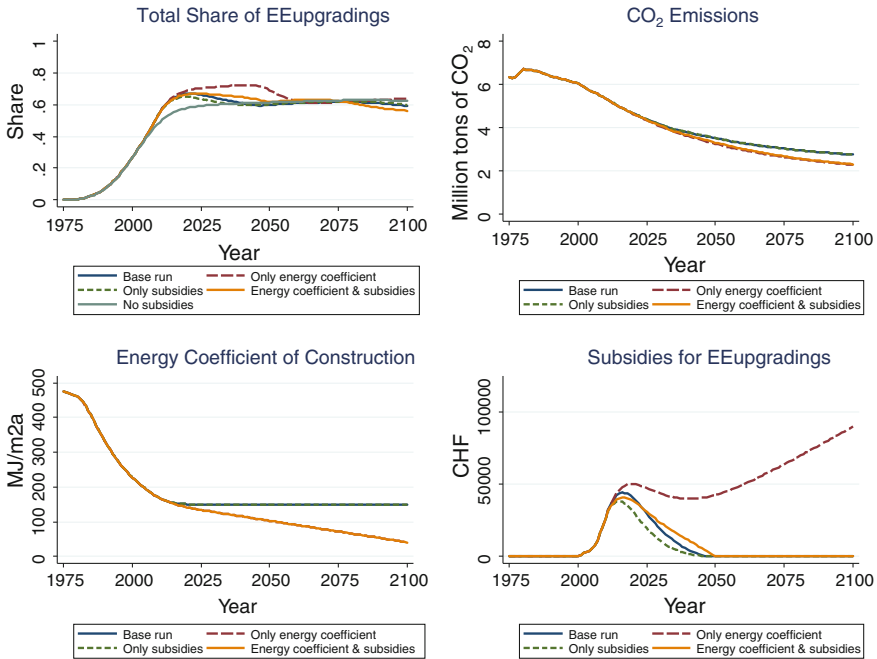 Total Share of EEupgradings
Share
0 .2 .4 .6 .8 1
1975 2000 2025 2050 2075 2100
Year
Base run Only energy coefficient
Only subsidies Energy coefficient & subsidies
No subsidies
CO2 Emissions
Million tons of CO2
0 2 4 6 8
1975 2000 2025 2050 2075 2100
Year
Base run Only energy coefficient
Only subsidies Energy coefficient & subsidies
Energy Coefficient of Construction
MJ/m2a
0 100 200 300 400 500
1975 2000 2025 2050 2075 2100
Year
Base run Only energy coefficient
Only subsidies Energy coefficient & subsidies
Subsidies for EEupgradings
CHF
0 50000 100000
1975 2000 2025 2050 2075 2100
Year
Base run Only energy coefficient
Only subsidies Energy coefficient & subsidies